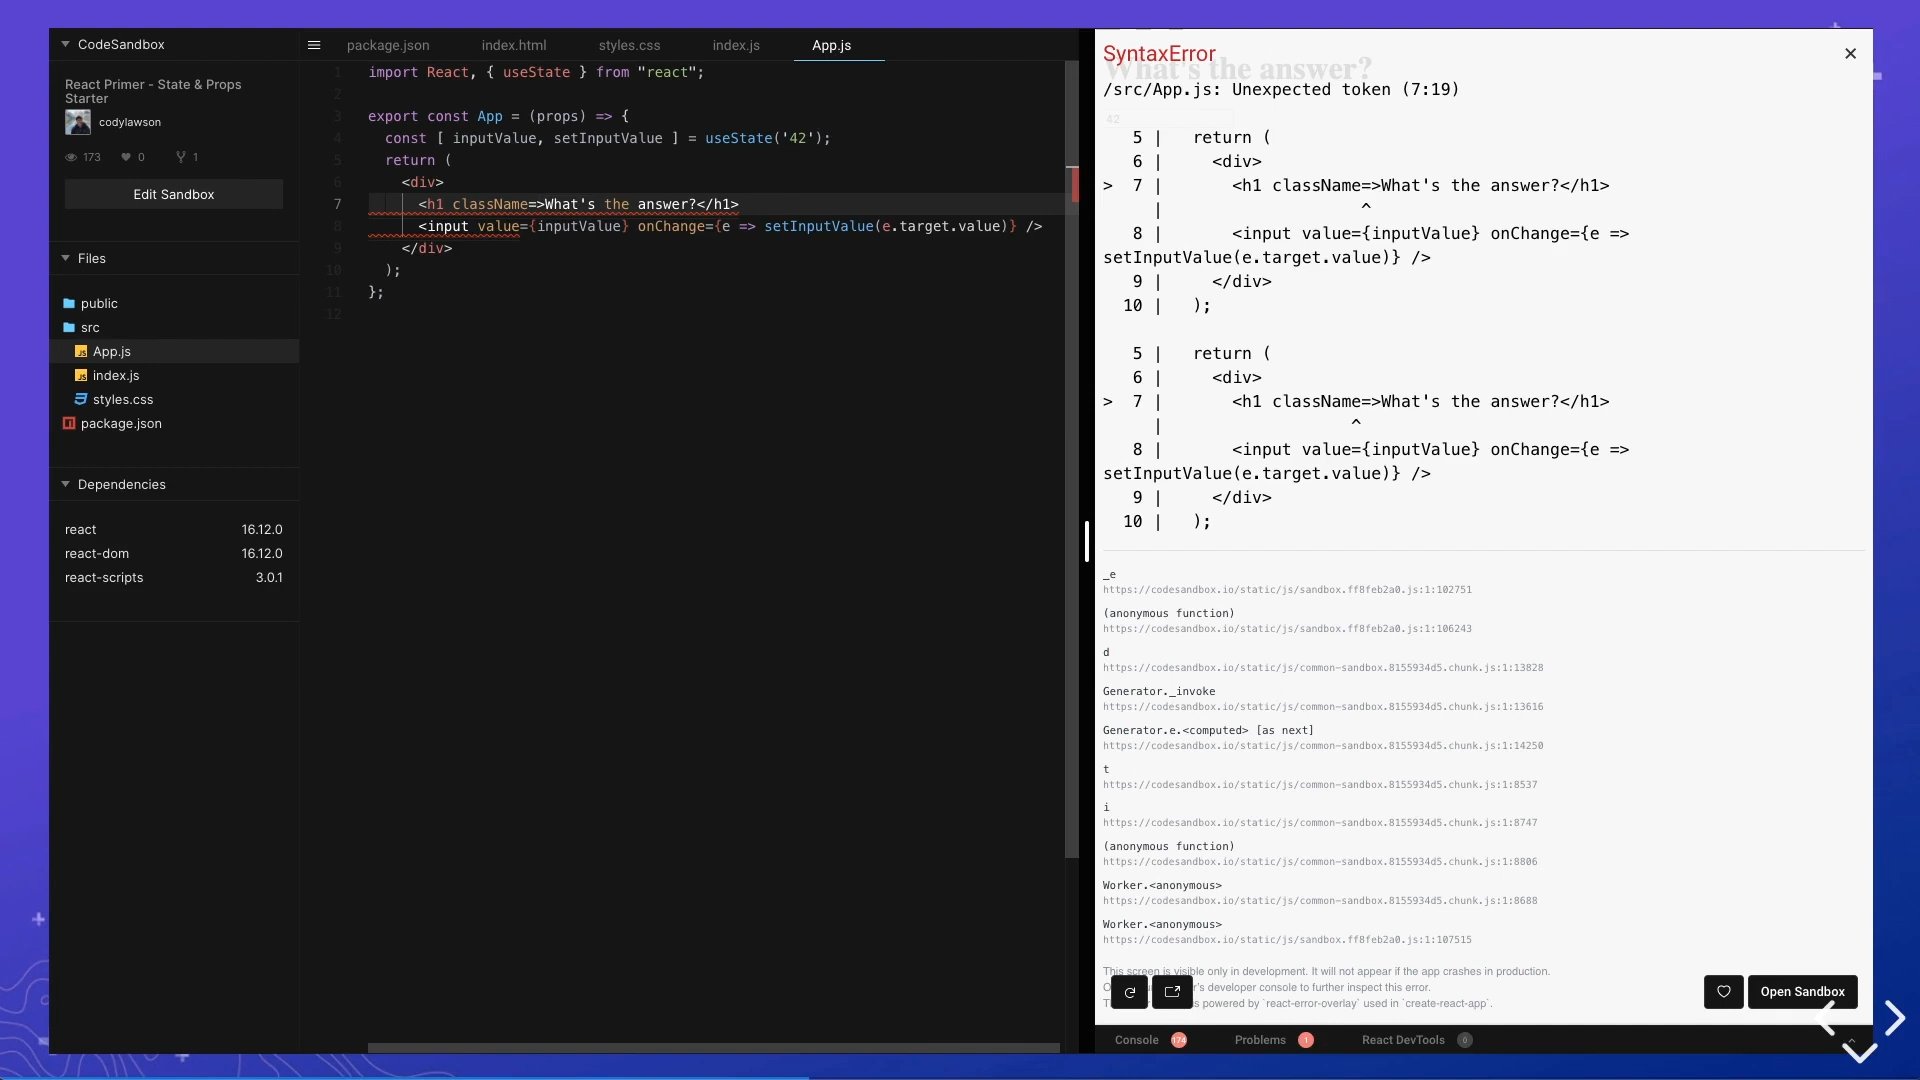 CodeSandbox
React Primer - State & Props
Starter
codylawson
173 0 1
Edit Sandbox
Files
public
src
App.js
index.js
styles.css
package.json
Dependencies
react 16.12.0
react-dom 16.12.0
react-scripts 3.0.1
package.json index.html styles.css index.js App.js
1 import React, { useState } from "react";
2
3 export const App = (props) => {
4 const [ inputValue, setInputValue ] = useState('42');
5 return (
6 <div>
7 <h1 className=>What's the answer?</h1>
8 <input value={inputValue} onChange={e => setInputValue(e.target.value)} />
9 </div>
10 );
11 };
12
SyntaxError
What's the answer?
/src/App.js: Unexpected token (7:19)
42
5 | return (
6 | <div>
> 7 | <h1 className=>What's the answer?</h1>
| ^
8 | <input value={inputValue} onChange={e =>
setInputValue(e.target.value)} />
9 | </div>
10 | );
5 | return (
6 | <div>
> 7 | <h1 className=>What's the answer?</h1>
| ^
8 | <input value={inputValue} onChange={e =>
setInputValue(e.target.value)} />
9 | </div>
10 | );
_e
https://codesandbox.io/static/js/sandbox.ff8feb2a0.js:1:102751
(anonymous function)
https://codesandbox.io/static/js/sandbox.ff8feb2a0.js:1:106243
d
https://codesandbox.io/static/js/common-sandbox.8155934d5.chunk.js:1:13828
Generator._invoke
https://codesandbox.io/static/js/common-sandbox.8155934d5.chunk.js:1:13616
Generator.e.<computed> [as next]
https://codesandbox.io/static/js/common-sandbox.8155934d5.chunk.js:1:14250
t
https://codesandbox.io/static/js/common-sandbox.8155934d5.chunk.js:1:8537
i
https://codesandbox.io/static/js/common-sandbox.8155934d5.chunk.js:1:8747
(anonymous function)
https://codesandbox.io/static/js/common-sandbox.8155934d5.chunk.js:1:8806
Worker.<anonymous>
https://codesandbox.io/static/js/common-sandbox.8155934d5.chunk.js:1:8688
Worker.<anonymous>
https://codesandbox.io/static/js/sandbox.ff8feb2a0.js:1:107515
This screen is visible only in development. It will not appear if the app crashes in production.
developer console to further inspect this error.
powered by `react-error-overlay` used in `create-react-app`.
Open Sandbox
Console 174 Problems 1 React DevTools 0